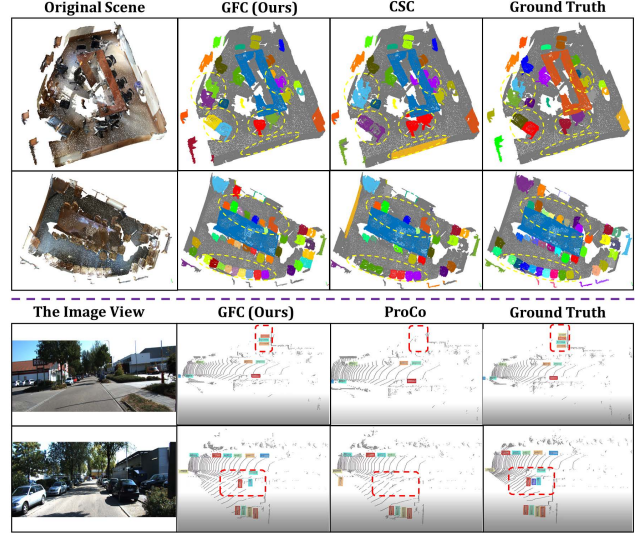 Original Scene GFC (Ours) CSC Ground Truth
The Image View GFC (Ours) ProCo Ground Truth